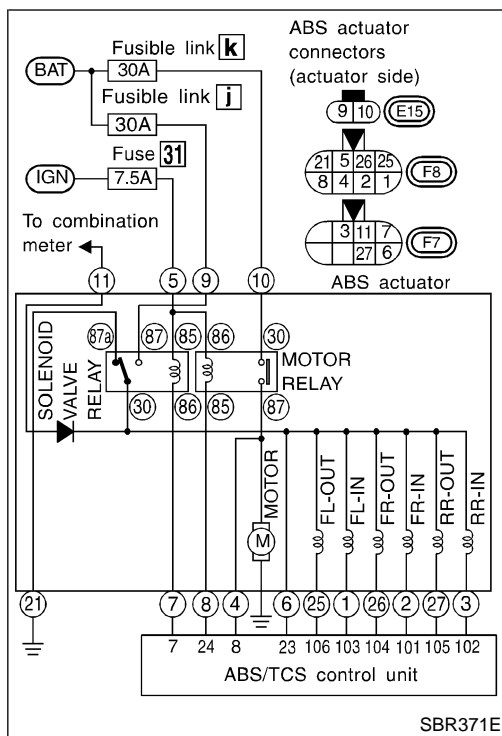 Fusible link k
BAT
30A
Fusible link j
30A
Fuse 31
IGN
7.5A
To combination
meter
ABS actuator
connectors
(actuator side)
9 10 E15
21 5 26 25
8 4 2 1
F8
3 11 7
27 6
F7
ABS actuator
11 5 9 10
87a 87 85 86 30
SOLENOID
VALVE
RELAY
MOTOR
RELAY
30 86 85 87
MOTOR
M
FL-OUT
FL-IN
FR-OUT
FR-IN
RR-OUT
RR-IN
21 7 8 4 6 25 1 26 2 27 3
7 24 8 23 106 103 104 101 105 102
ABS/TCS control unit
SBR371E